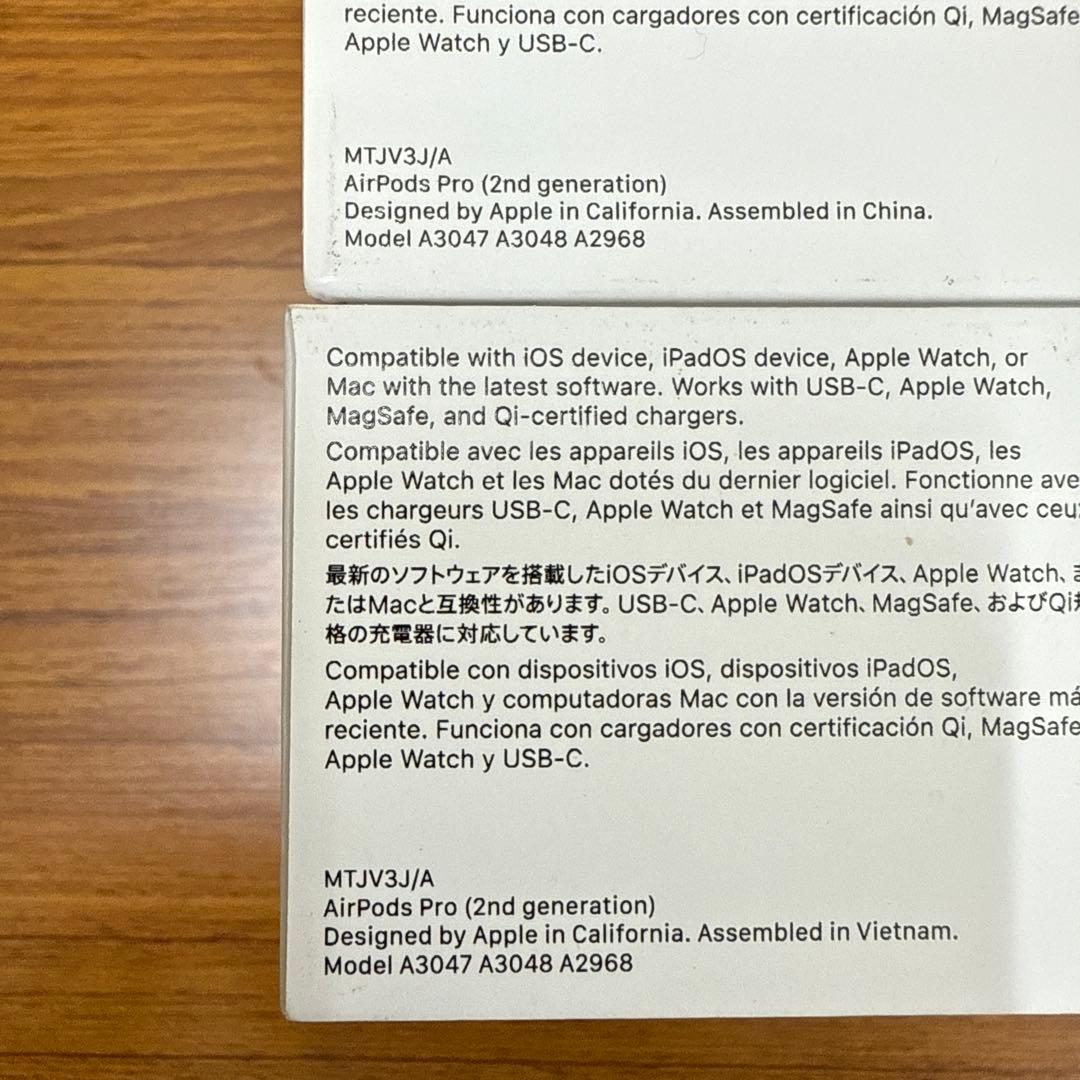 reciente. Funciona con cargadores con certificación Qi, MagSafe
Apple Watch y USB-C.
MTJV3J/A
AirPods Pro (2nd generation)
Designed by Apple in California. Assembled in China.
Model A3047 A3048 A2968
Compatible with iOS device, iPadOS device, Apple Watch, or
Mac with the latest software. Works with USB-C, Apple Watch,
MagSafe, and Qi-certified chargers.
Compatible avec les appareils iOS, les appareils iPadOS, les
Apple Watch et les Mac dotés du dernier logiciel. Fonctionne ave
les chargeurs USB-C, Apple Watch et MagSafe ainsi qu'avec ceux
certifiés Qi.
最新のソフトウェアを搭載したiOSデバイス、iPadOSデバイス、Apple Watch、ま
たはMacと互換性があります。USB-C、Apple Watch、MagSafe、およびQi規
格の充電器に対応しています。
Compatible con dispositivos iOS, dispositivos iPadOS,
Apple Watch y computadoras Mac con la versión de software má
reciente. Funciona con cargadores con certificación Qi, MagSafe
Apple Watch y USB-C.
MTJV3J/A
AirPods Pro (2nd generation)
Designed by Apple in California. Assembled in Vietnam.
Model A3047 A3048 A2968